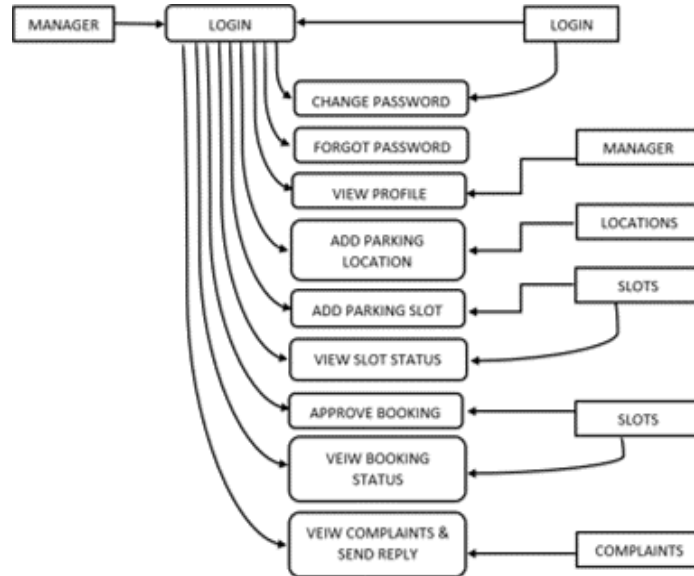 MANAGER
LOGIN
LOGIN
CHANGE PASSWORD
FORGOT PASSWORD
MANAGER
VIEW PROFILE
LOCATIONS
ADD PARKING
LOCATION
SLOTS
ADD PARKING SLOT
VIEW SLOT STATUS
APPROVE BOOKING
SLOTS
VEIW BOOKING
STATUS
VEIW COMPLAINTS &
SEND REPLY
COMPLAINTS